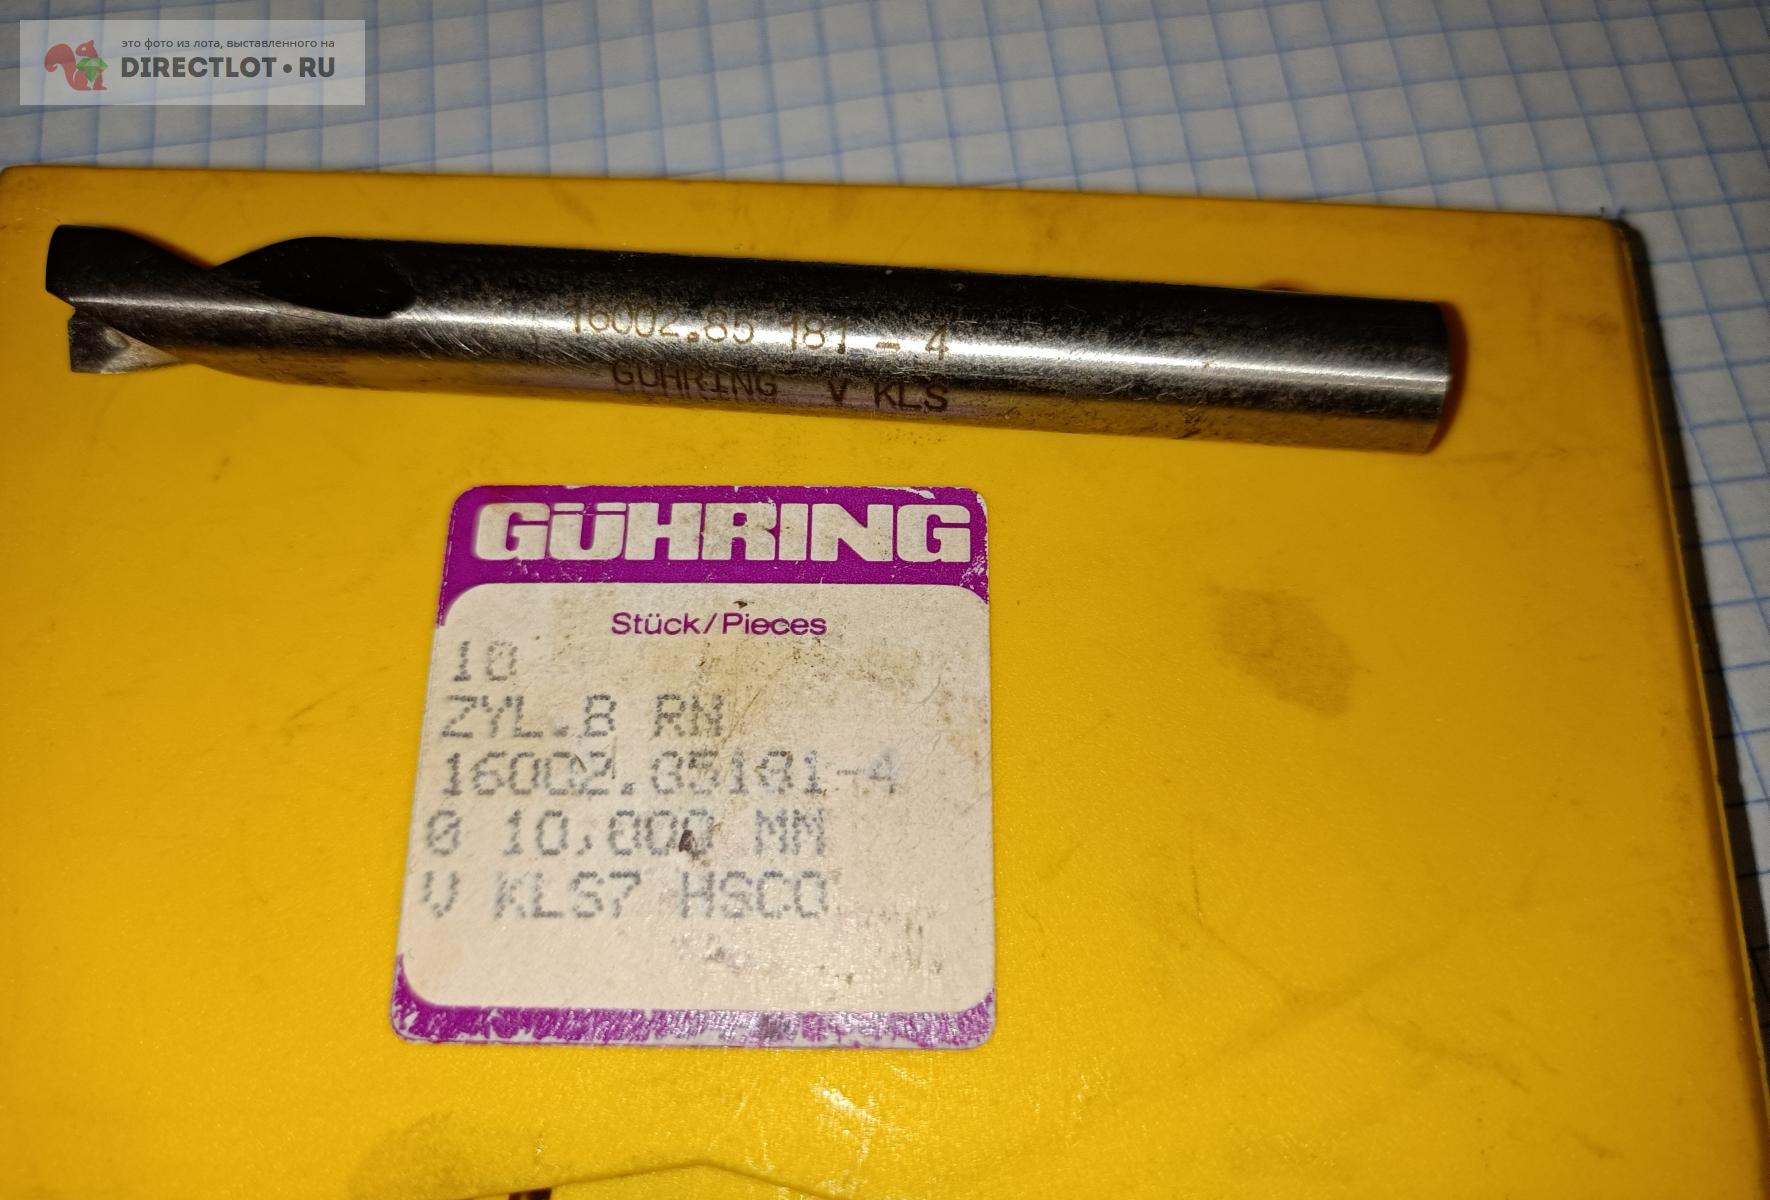 это фото из лота, выставленного на
DIRECTLOT.RU
16002.85 181 - 4
GÜHRING V KLS
GÜHRING
Stück/Pieces
10
ZYL.B RN
16002.85181-4
Ø 10,000 MM
V KLS7 HSCO